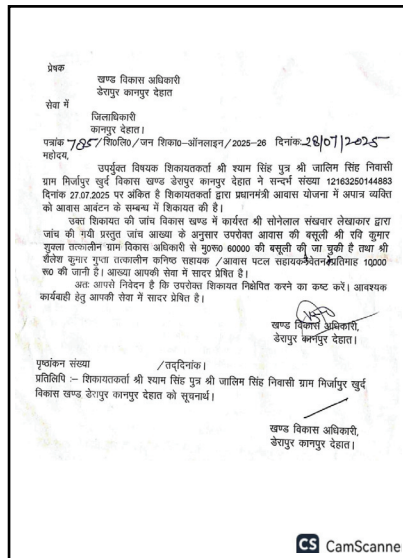 प्रेषक
खण्ड विकास अधिकारी
डेरापुर कानपुर देहात
सेवा में
जिलाधिकारी
कानपुर देहात।
पत्रांक 785/शि0लि0/जन शिका0-ऑनलाइन/2025-26 दिनांक:28/07/2025
महोदय,
उपर्युक्त विषयक शिकायतकर्ता श्री श्याम सिंह पुत्र श्री जालिम सिंह निवासी
ग्राम मिर्जापुर खुर्द विकास खण्ड डेरापुर कानपुर देहात ने सन्दर्भ संख्या 12163250144883
दिनांक 27.07.2025 पर अंकित है शिकायतकर्ता द्वारा प्रधानमंत्री आवास योजना में अपात्र व्यक्ति
को आवास आवंटन के सम्बन्ध में शिकायत की है।
उक्त शिकायत की जांच विकास खण्ड में कार्यरत श्री सोनेलाल संखवार लेखाकार द्वारा
जांच की गयी प्रस्तुत जांच आख्या के अनुसार उपरोक्त आवास की बसूली श्री रवि कुमार
शुक्ला तत्कालीन ग्राम विकास अधिकारी से मु0रू0 60000 की बसूली की जा चुकी है तथा श्री
शैलेश कुमार गुप्ता तत्कालीन कनिष्ठ सहायक /आवास पटल सहायक वेतन प्रतिमाह 10000
रू0 की जानी है। आख्या आपकी सेवा में सादर प्रेषित है।
अतः आपसे निवेदन है कि उपरोक्त शिकायत निक्षेपित करने का कष्ट करें। आवश्यक
कार्यबाही हेतु आपकी सेवा में सादर प्रेषित है।
खण्ड विकास अधिकारी,
डेरापुर कानपुर देहात।
पृष्ठांकन संख्या /तद्दिनांक।
प्रतिलिपि :– शिकायतकर्ता श्री श्याम सिंह पुत्र श्री जालिम सिंह निवासी ग्राम मिर्जापुर खुर्द
विकास खण्ड डेरापुर कानपुर देहात को सूचनार्थ।
खण्ड विकास अधिकारी,
डेरापुर कानपुर देहात।
CS CamScanne